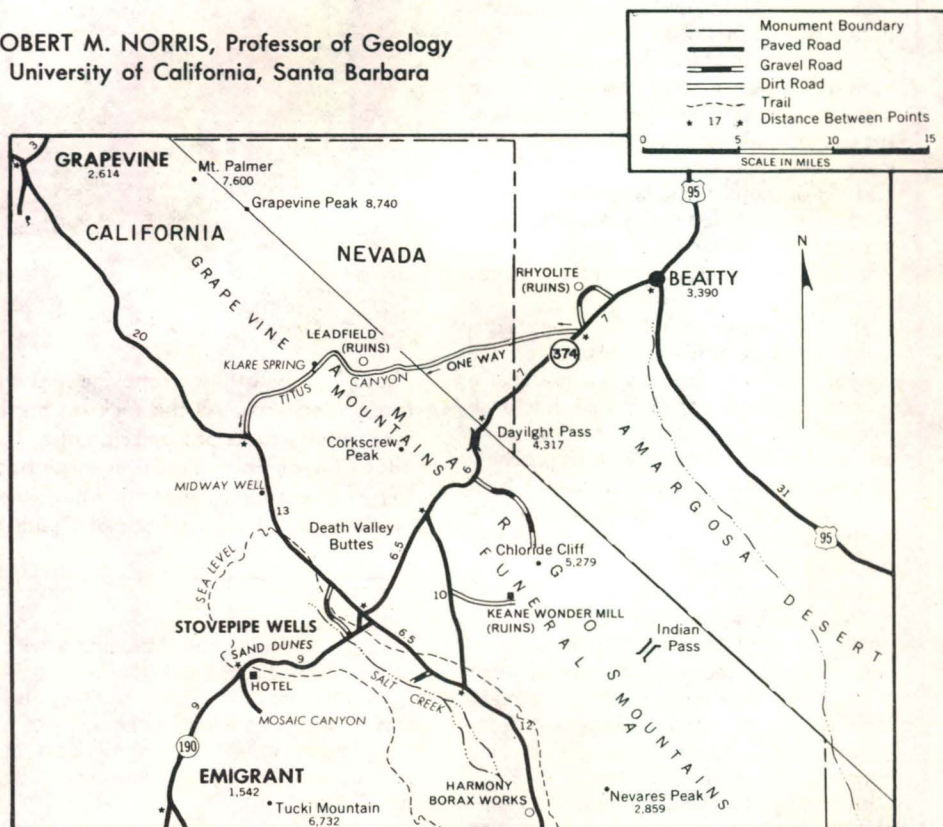 OBERT M. NORRIS, Professor of Geology
University of California, Santa Barbara
Monument Boundary
Paved Road
Gravel Road
Dirt Road
Trail
* 17 * Distance Between Points
0 5 10 15
SCALE IN MILES
3
GRAPEVINE
2,614
Mt. Palmer
7,600
Grapevine Peak 8,740
CALIFORNIA
NEVADA
95
N
RHYOLITE
(RUINS)
BEATTY
3,390
GRAPEVINE
MOUNTAINS
20
LEADFIELD
(RUINS)
KLARE SPRING
TITUS
CANYON
ONE WAY
374
7
7
AMARGOSA
Dayilght Pass
4,317
Corkscrew
Peak
6
MIDWAY WELL
13
Death Valley
Buttes
6.5
AMARGOSA DESERT
31
95
Chloride Cliff
5,279
FUNERAL MOUNTAINS
10
KEANE WONDER MILL
(RUINS)
SEA LEVEL
STOVEPIPE WELLS
SAND DUNES
9
6.5
Indian
Pass
HOTEL
SALT
CREEK
MOSAIC CANYON
9
190
12
EMIGRANT
1,542
Tucki Mountain
6,732
HARMONY
BORAX WORKS
Nevares Peak
2,859